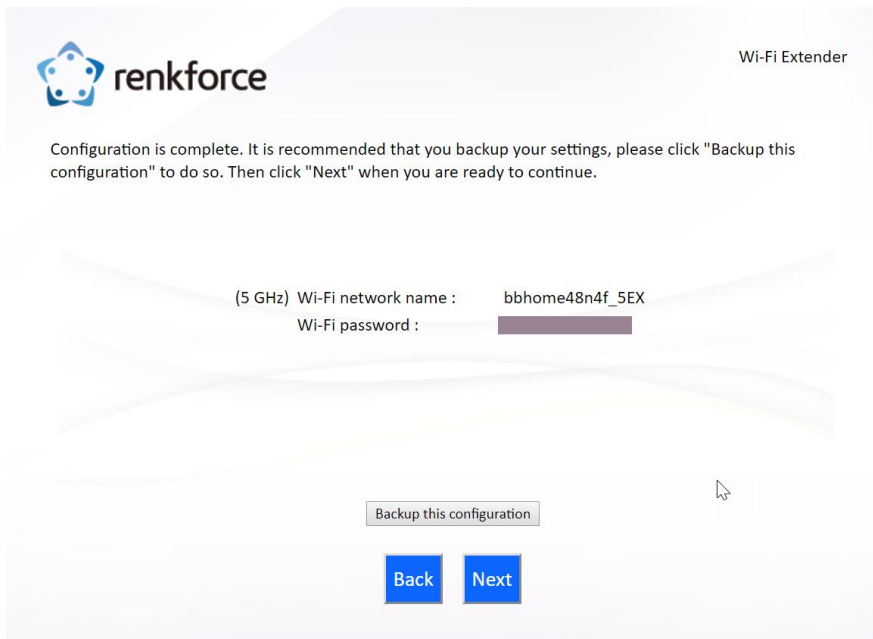 renkforce
Wi-Fi Extender
Configuration is complete. It is recommended that you backup your settings, please click "Backup this
configuration" to do so. Then click "Next" when you are ready to continue.
(5 GHz) Wi-Fi network name : bbhome48n4f_5EX
Wi-Fi password :
Backup this configuration
Back Next